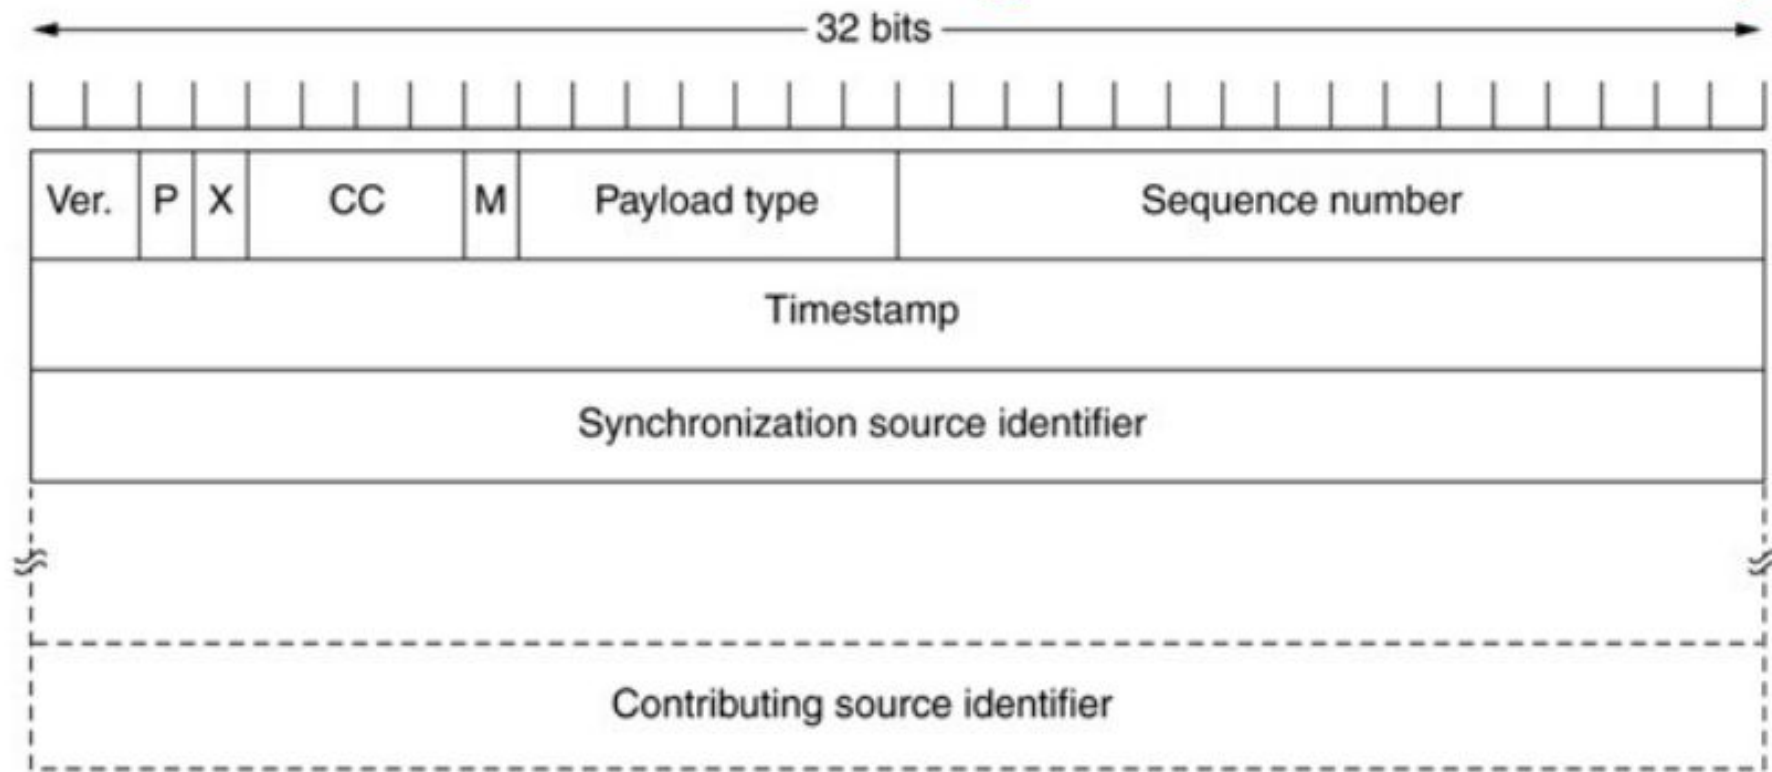 32 bits
Ver. P X CC M Payload type Sequence number
Timestamp
Synchronization source identifier
Contributing source identifier